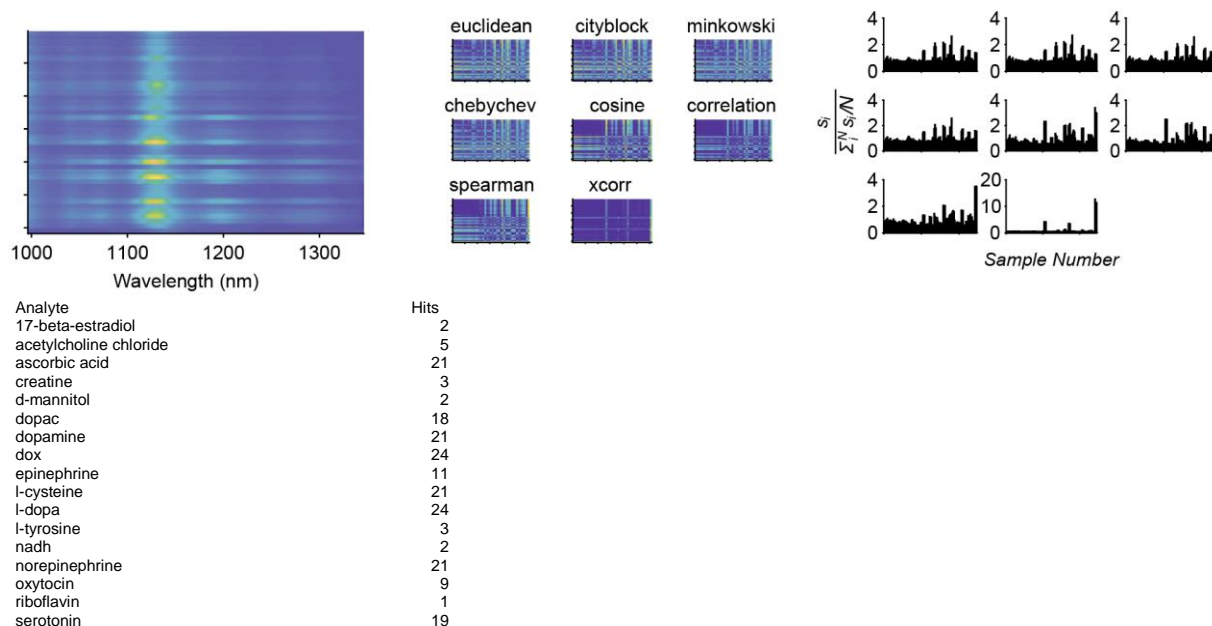 euclidean cityblock minkowski
chebychev cosine correlation
spearman xcorr
1000 1100 1200 1300
Wavelength (nm)
s_i
Σ_i^N s_i/N
4 4 4
2 2 2
0 0 0
4 4 4
2 2 2
0 0 0
4 20
2 10
0 0
Sample Number
Analyte Hits
17-beta-estradiol 2
acetylcholine chloride 5
ascorbic acid 21
creatine 3
d-mannitol 2
dopac 18
dopamine 21
dox 24
epinephrine 11
l-cysteine 21
l-dopa 24
l-tyrosine 3
nadh 2
norepinephrine 21
oxytocin 9
riboflavin 1
serotonin 19